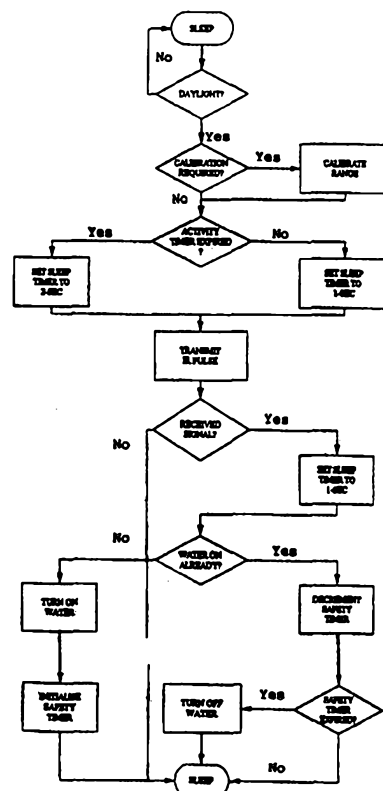 SLEEP
No
DAYLIGHT?
Yes
CALIBRATION
REQUIRED?
Yes
CALIBRATE
RANGE
No
Yes
ACTIVITY
TIMER EXPIRED
?
No
SET SLEEP
TIMER TO
2-SEC
SET SLEEP
TIMER TO
1-SEC
TRANSMIT
IR PULSE
No
RECEIVED
SIGNAL?
Yes
SET SLEEP
TIMER TO
1-SEC
No
WATER ON
ALREADY?
Yes
TURN ON
WATER
DECREMENT
SAFETY
TIMER
INITIALISE
SAFETY
TIMER
TURN OFF
WATER
Yes
SAFETY
TIMER
EXPIRED?
SLEEP
No